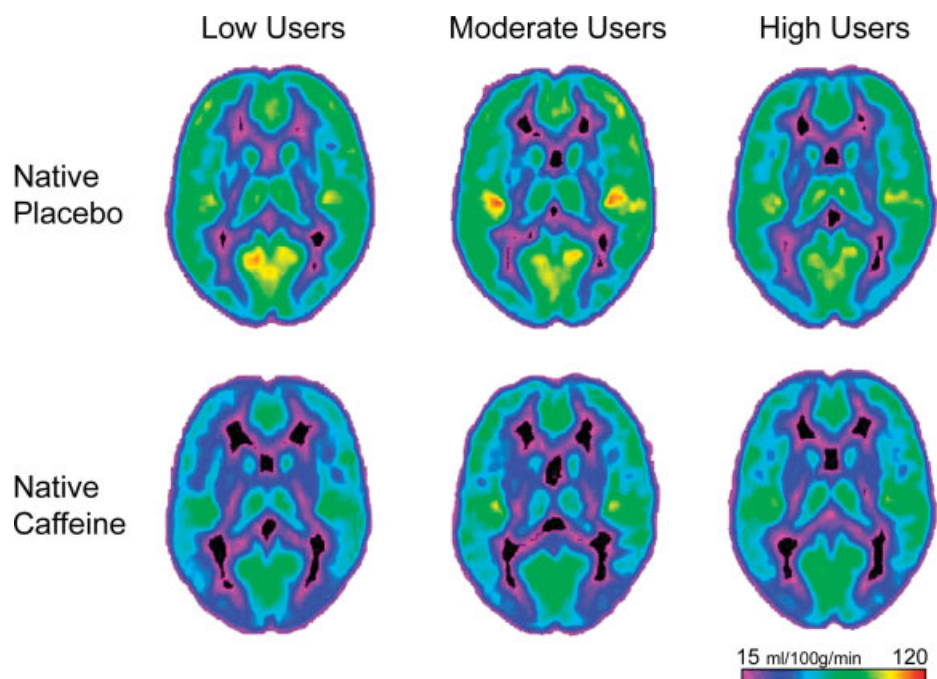 Low Users
Moderate Users
High Users
Native
Placebo
Native
Caffeine
15 ml/100g/min 120